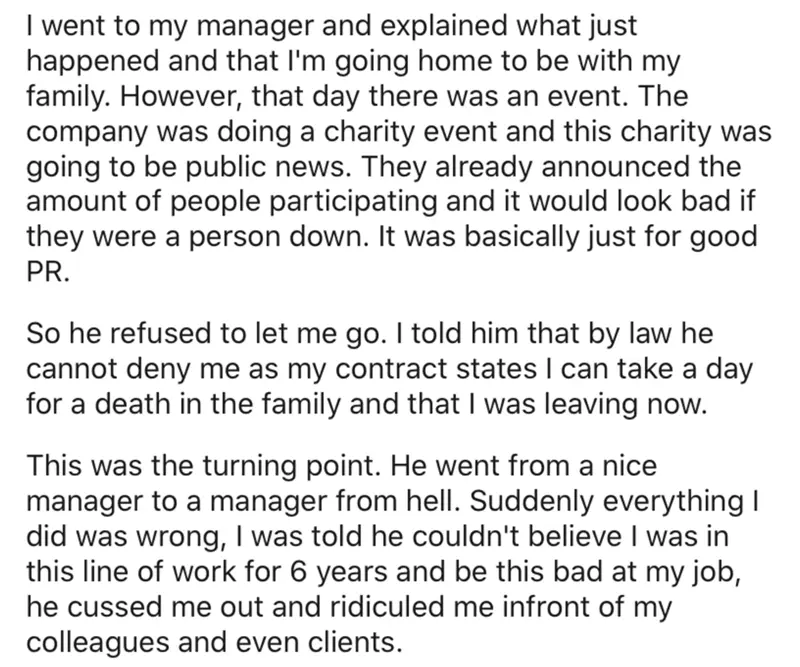 I went to my manager and explained what just
happened and that I'm going home to be with my
family. However, that day there was an event. The
company was doing a charity event and this charity was
going to be public news. They already announced the
amount of people participating and it would look bad if
they were a person down. It was basically just for good
PR.
So he refused to let me go. I told him that by law he
cannot deny me as my contract states I can take a day
for a death in the family and that I was leaving now.
This was the turning point. He went from a nice
manager to a manager from hell. Suddenly everything I
did was wrong, I was told he couldn't believe I was in
this line of work for 6 years and be this bad at my job,
he cussed me out and ridiculed me infront of my
colleagues and even clients.